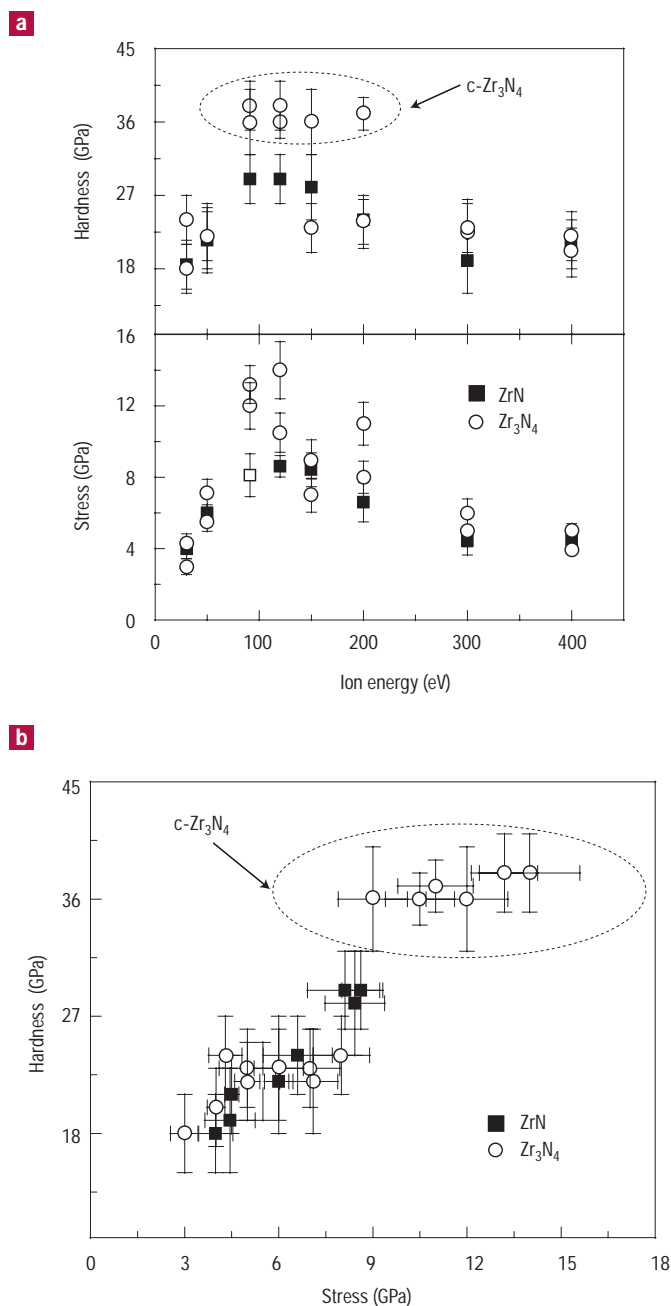 a
45
c-Zr₃N₄
36
27
18
Hardness (GPa)
16
12
8
4
0
Stress (GPa)
ZrN
Zr₃N₄
0 100 200 300 400
Ion energy (eV)
b
45
c-Zr₃N₄
36
27
18
Hardness (GPa)
ZrN
Zr₃N₄
0 3 6 9 12 15 18
Stress (GPa)